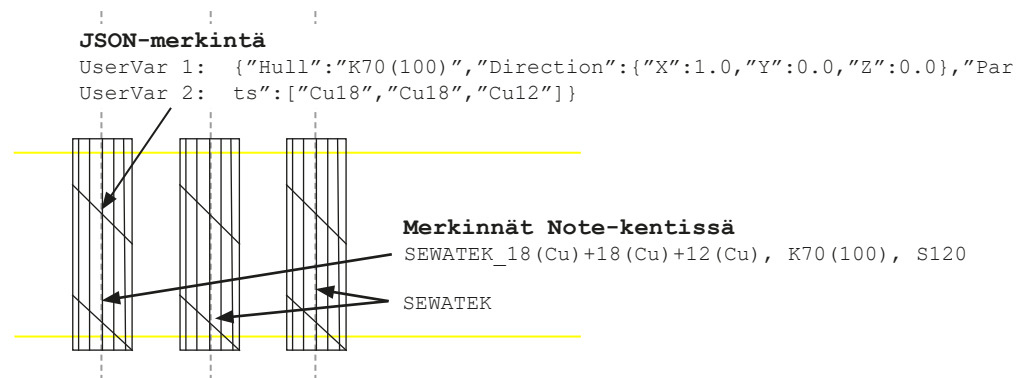 JSON-merkintä
UserVar 1: {"Hull":"K70(100)","Direction":{"X":1.0,"Y":0.0,"Z":0.0},"Par
UserVar 2: ts":["Cu18","Cu18","Cu12"]}
Merkinnät Note-kentissä
SEWATEK_18(Cu)+18(Cu)+12(Cu), K70(100), S120
SEWATEK